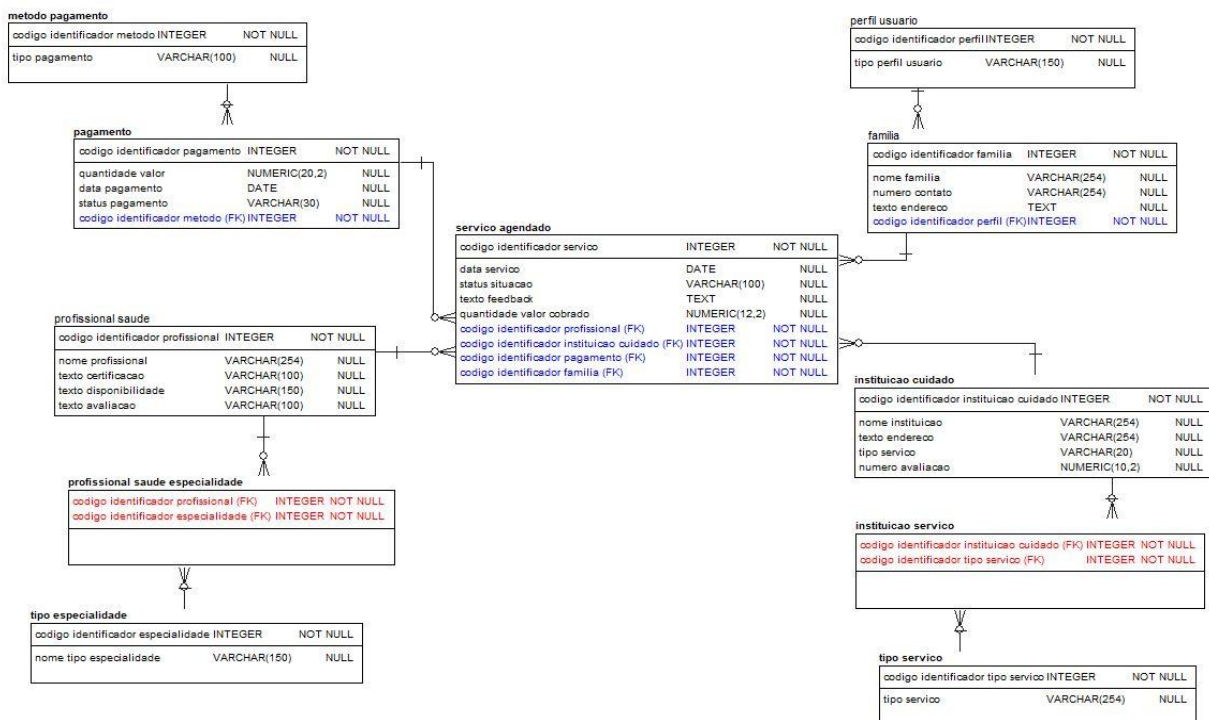 metodo pagamento
codigo identificador metodo INTEGER NOT NULL
tipo pagamento VARCHAR(100) NULL
pagamento
codigo identificador pagamento INTEGER NOT NULL
quantidade valor NUMERIC(20,2) NULL
data pagamento DATE NULL
status pagamento VARCHAR(30) NULL
codigo identificador metodo (FK) INTEGER NOT NULL
profissional saude
codigo identificador profissional INTEGER NOT NULL
nome profissional VARCHAR(254) NULL
texto certificacao VARCHAR(100) NULL
texto disponibilidade VARCHAR(150) NULL
texto avaliacao VARCHAR(100) NULL
profissional saude especialidade
codigo identificador profissional (FK) INTEGER NOT NULL
codigo identificador especialidade (FK) INTEGER NOT NULL
tipo especialidade
codigo identificador especialidade INTEGER NOT NULL
nome tipo especialidade VARCHAR(150) NULL
servico agendado
codigo identificador servico INTEGER NOT NULL
data servico DATE NULL
status situacao VARCHAR(100) NULL
texto feedback TEXT NULL
quantidade valor cobrado NUMERIC(12,2) NULL
codigo identificador profissional (FK) INTEGER NOT NULL
codigo identificador instituicao cuidado (FK) INTEGER NOT NULL
codigo identificador pagamento (FK) INTEGER NOT NULL
codigo identificador familia (FK) INTEGER NOT NULL
perfil usuario
codigo identificador perfil INTEGER NOT NULL
tipo perfil usuario VARCHAR(150) NULL
familia
codigo identificador familia INTEGER NOT NULL
nome familia VARCHAR(254) NULL
numero contato VARCHAR(254) NULL
texto endereco TEXT NULL
codigo identificador perfil (FK) INTEGER NOT NULL
instituicao cuidado
codigo identificador instituicao cuidado INTEGER NOT NULL
nome instituicao VARCHAR(254) NULL
texto endereco VARCHAR(254) NULL
tipo servico VARCHAR(20) NULL
numero avaliacao NUMERIC(10,2) NULL
instituicao servico
codigo identificador instituicao cuidado (FK) INTEGER NOT NULL
codigo identificador tipo servico (FK) INTEGER NOT NULL
tipo servico
codigo identificador tipo servico INTEGER NOT NULL
tipo servico VARCHAR(254) NULL